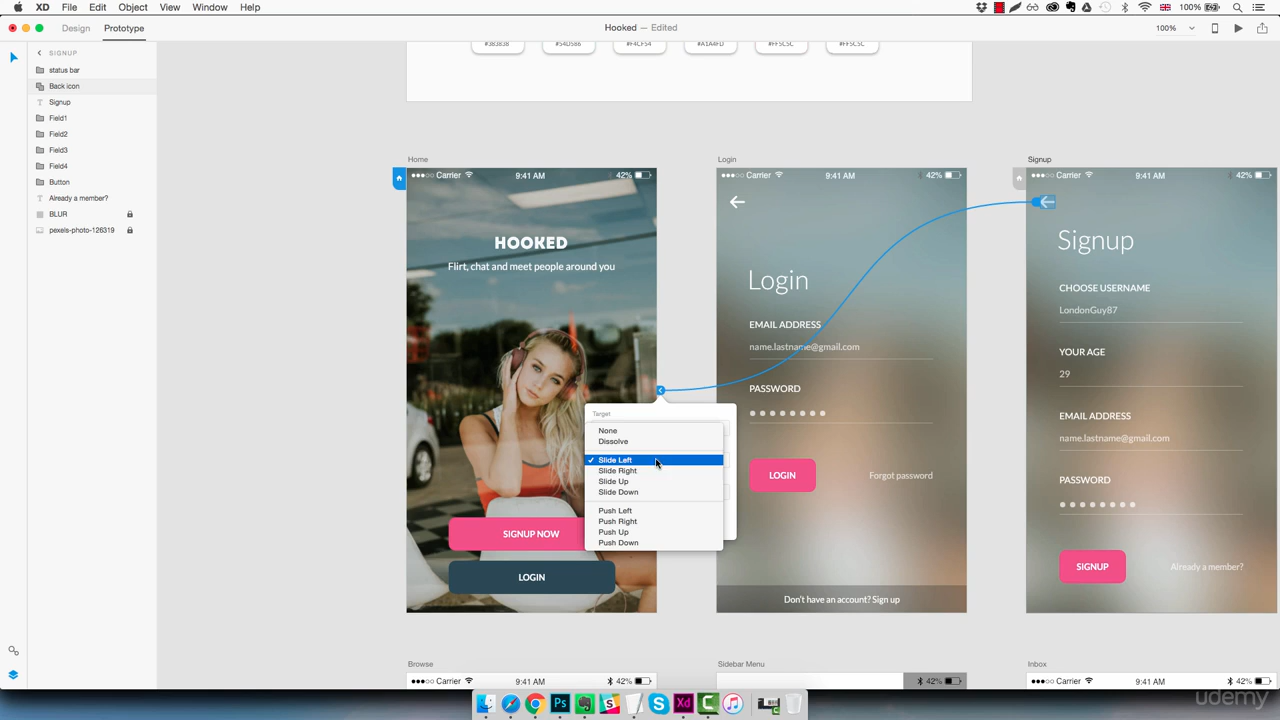 XD File Edit Object View Window Help 100%
Design Prototype Hooked — Edited 100%
SIGNUP
status bar
Back icon
Signup
Field1
Field2
Field3
Field4
Button
Already a member?
BLUR
pexels-photo-126319
#383838 #54D586 #F4CF54 #A1A4FD #FF5C5C #FF5C5C
Home
Carrier 9:41 AM 42%
HOOKED
Flirt, chat and meet people around you
SIGNUP NOW
LOGIN
Target
None
Dissolve
✓ Slide Left
Slide Right
Slide Up
Slide Down
Push Left
Push Right
Push Up
Push Down
Login
Carrier 9:41 AM 42%
Login
EMAIL ADDRESS
name.lastname@gmail.com
PASSWORD
LOGIN Forgot password
Don't have an account? Sign up
Signup
Carrier 9:41 AM 42%
Signup
CHOOSE USERNAME
LondonGuy87
YOUR AGE
29
EMAIL ADDRESS
name.lastname@gmail.com
PASSWORD
SIGNUP Already a member?
Browse
Carrier 9:41 AM 42%
Sidebar Menu
42%
Inbox
Carrier 9:41 AM 42%
Ps Xd
udemy